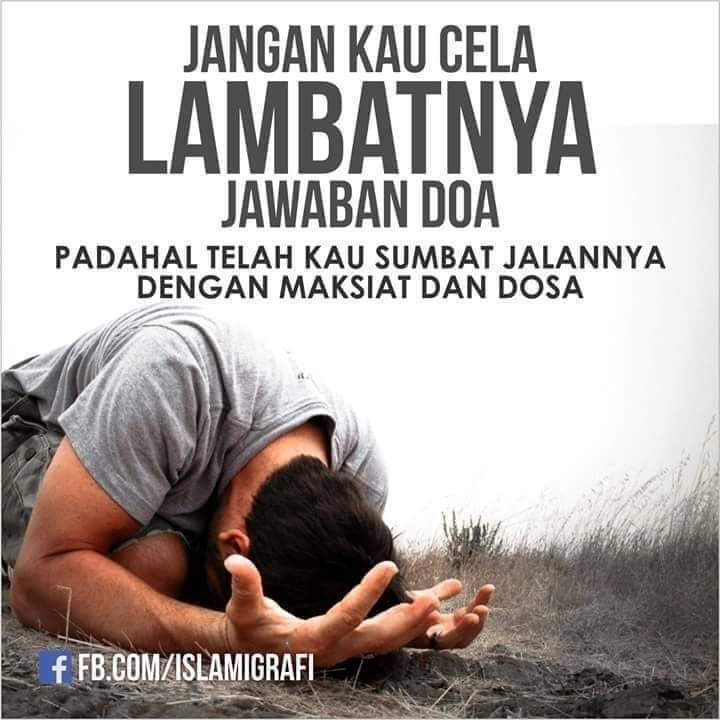 JANGAN KAU CELA
LAMBATNYA
JAWABAN DOA
PADAHAL TELAH KAU SUMBAT JALANNYA
DENGAN MAKSIAT DAN DOSA
f FB.COM/ISLAMIGRAFI